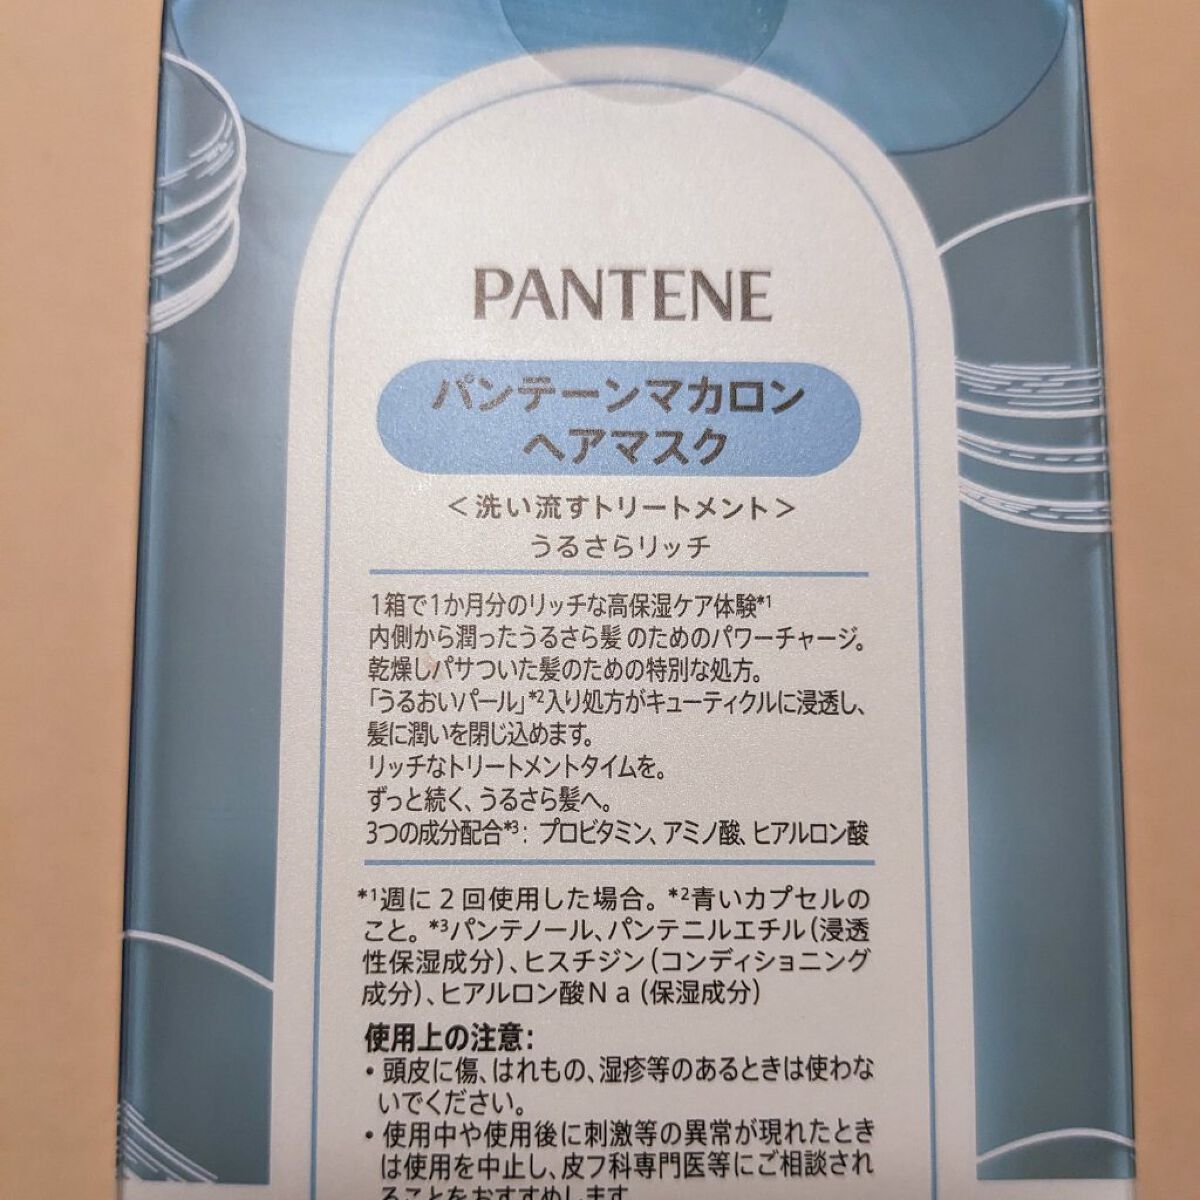 PANTENE
パンテーンマカロン
ヘアマスク
＜洗い流すトリートメント＞
うるさらリッチ
1箱で1か月分のリッチな高保湿ケア体験*1
内側から潤ったうるさら髪のためのパワーチャージ。
乾燥しパサついた髪のための特別な処方。
「うるおいパール」*2入り処方がキューティクルに浸透し、
髪に潤いを閉じ込めます。
リッチなトリートメントタイムを。
ずっと続く、うるさら髪へ。
3つの成分配合*3：プロビタミン、アミノ酸、ヒアルロン酸
*1週に2回使用した場合。*2青いカプセルの
こと。*3パンテノール、パンテニルエチル（浸透
性保湿成分）、ヒスチジン（コンディショニング
成分）、ヒアルロン酸Na（保湿成分）
使用上の注意：
・頭皮に傷、はれもの、湿疹等のあるときは使わな
いでください。
・使用中や使用後に刺激等の異常が現れたとき
は使用を中止し、皮フ科専門医等にご相談され
ることをおすすめします